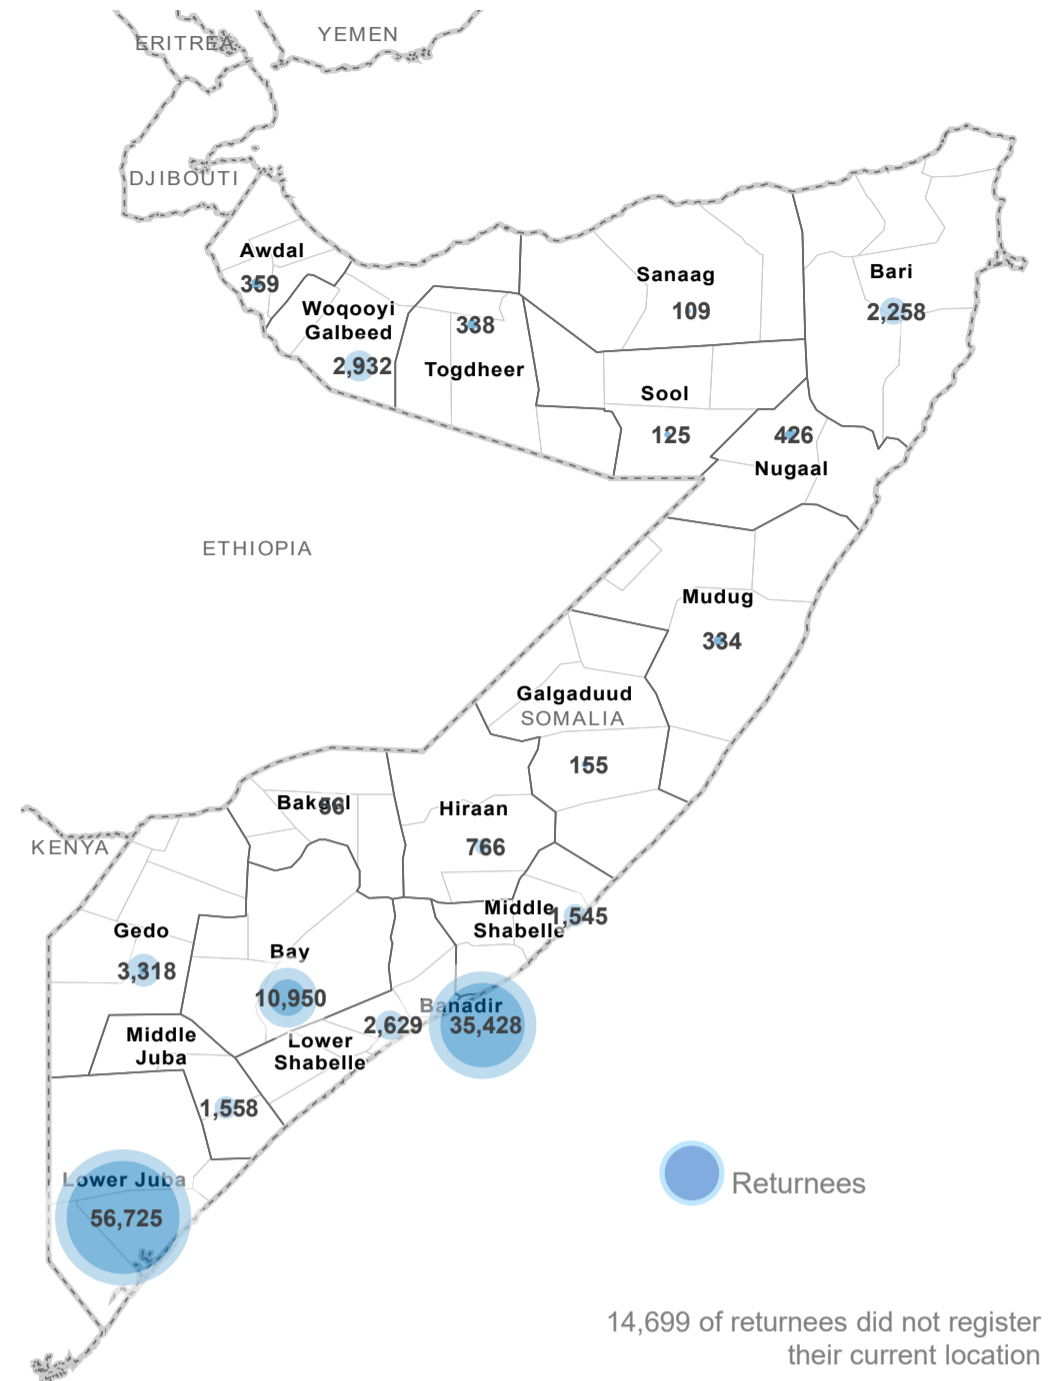 YEMEN
ERITREA
DJIBOUTI
Awdal
359
Woqooyi
Galbeed
2,932
338
Togdheer
Sanaag
109
Bari
2,258
Sool
125
426
Nugaal
ETHIOPIA
Mudug
334
Galgaduud
SOMALIA
155
Bakool
56
Hiraan
766
KENYA
Middle
Shabelle
1,545
Gedo
3,318
Bay
10,950
Banadir
35,428
2,629
Lower
Shabelle
Middle
Juba
1,558
Lower Juba
56,725
Returnees
14,699 of returnees did not register
their current location